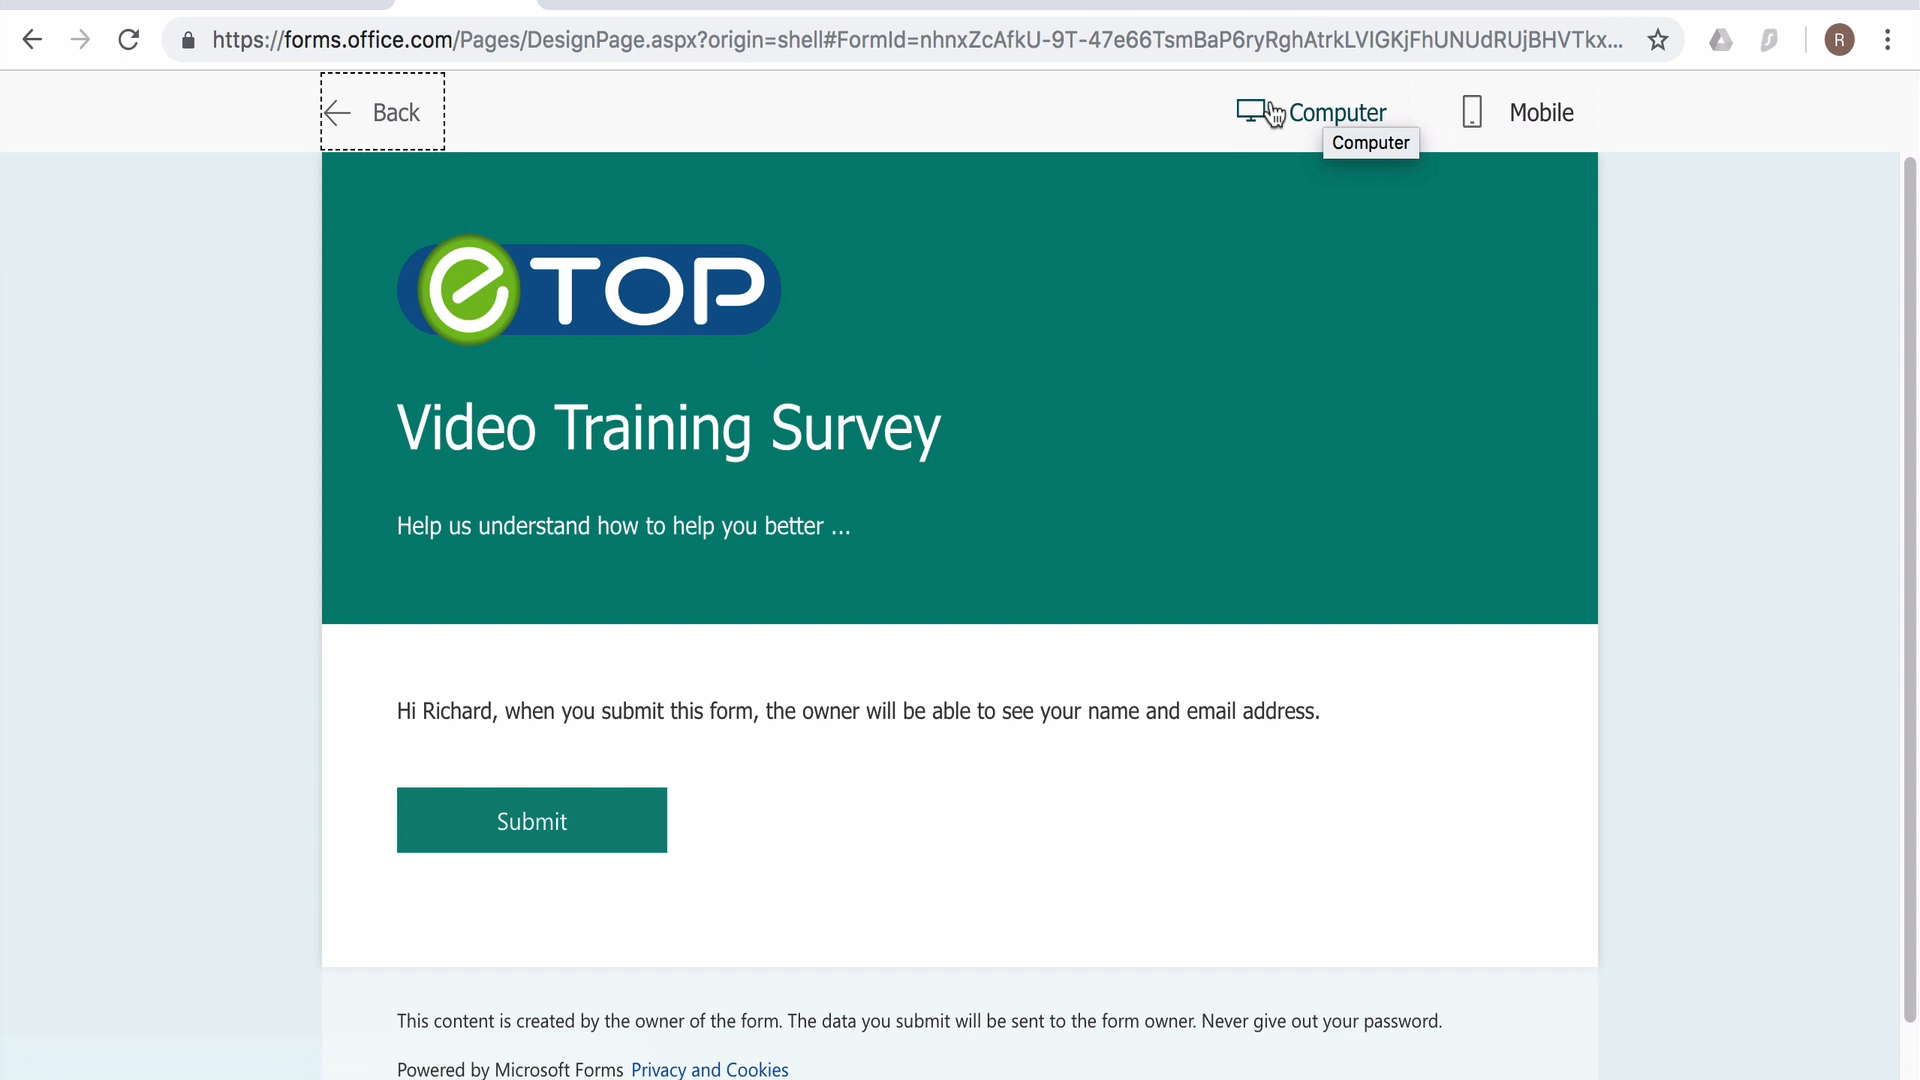 https://forms.office.com/Pages/DesignPage.aspx?origin=shell#FormId=nhnxZcAfkU-9T-47e66TsmBaP6ryRghAtrkLVIGKjFhUNUdRUjBHVTkx...
R
Back
Computer
Mobile
Computer
e TOP
Video Training Survey
Help us understand how to help you better ...
Hi Richard, when you submit this form, the owner will be able to see your name and email address.
Submit
This content is created by the owner of the form. The data you submit will be sent to the form owner. Never give out your password.
Powered by Microsoft Forms Privacy and Cookies